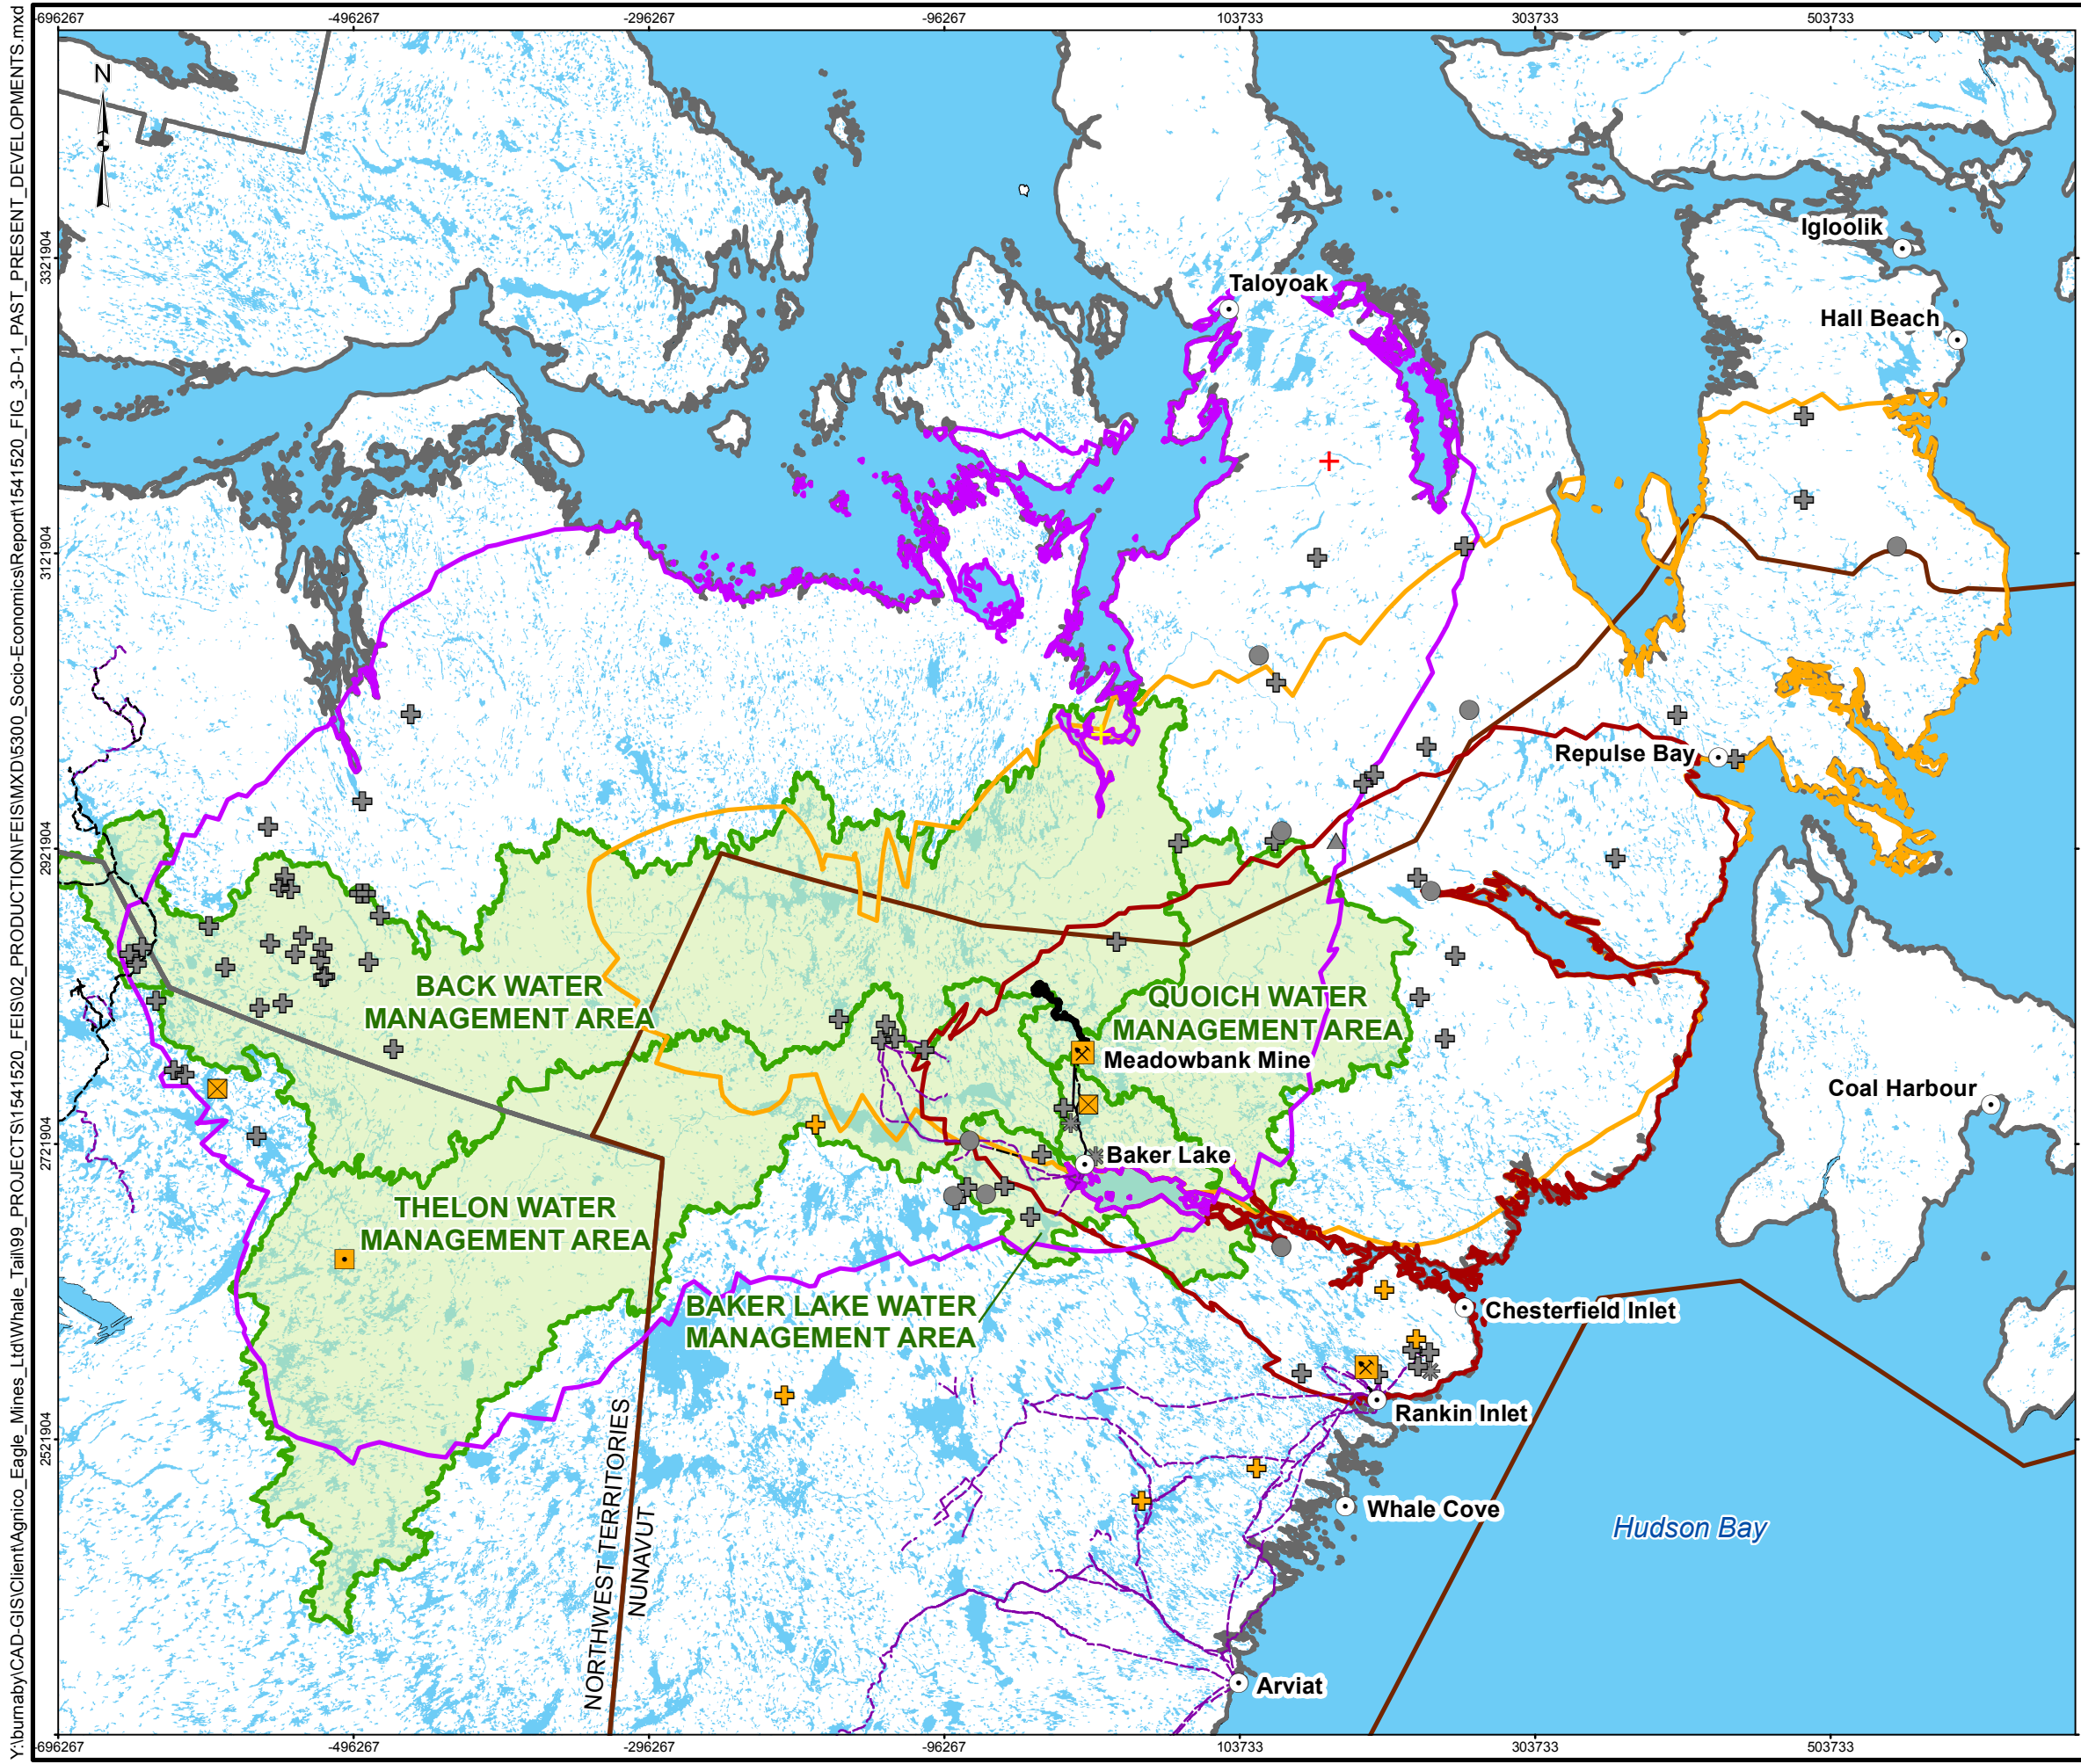 -696267 -496267 -296267 -96267 103733 303733 503733
Y:\burnaby\CAD-GIS\Client\Agnico_Eagle_Mines_Ltd\Whale_Tail\99_PROJECTS\1541520_FEIS\02_PRODUCTION\FEIS\MXD\5300_Socio-Economics\Report\1541520_FIG_3-D-1_PAST_PRESENT_DEVELOPMENTS.mxd
N
Igloolik
3321904
Taloyoak
Hall Beach
3121904
Repulse Bay
2921904
BACK WATER
MANAGEMENT AREA
QUOICH WATER
MANAGEMENT AREA
Meadowbank Mine
Coal Harbour
2721904
Baker Lake
THELON WATER
MANAGEMENT AREA
BAKER LAKE WATER
MANAGEMENT AREA
Chesterfield Inlet
Rankin Inlet
2521904
NORTHWEST TERRITORIES
NUNAVUT
Whale Cove
Hudson Bay
Arviat
-696267 -496267 -296267 -96267 103733 303733 503733